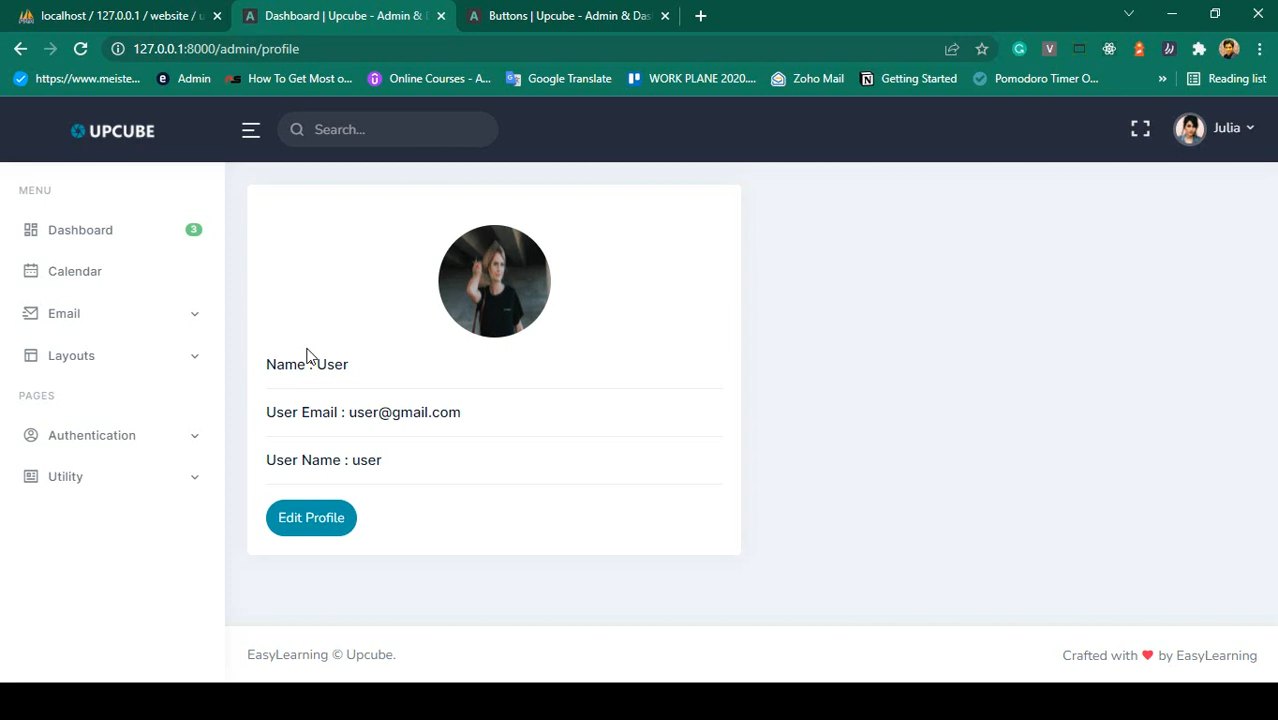 localhost / 127.0.0.1 / website / u
Dashboard | Upcube - Admin & D
Buttons | Upcube - Admin & Das
127.0.0.1:8000/admin/profile
https://www.meiste...
Admin
How To Get Most o...
Online Courses - A...
Google Translate
WORK PLANE 2020....
Zoho Mail
Getting Started
Pomodoro Timer O...
»
Reading list
UPCUBE
Search...
Julia
MENU
Dashboard
3
Calendar
Email
Layouts
PAGES
Authentication
Utility
Name : User
User Email : user@gmail.com
User Name : user
Edit Profile
EasyLearning © Upcube.
Crafted with ❤ by EasyLearning